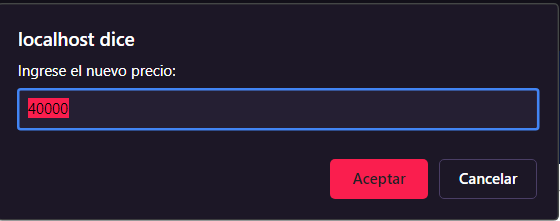 localhost dice
Ingrese el nuevo precio:
40000
Aceptar
Cancelar